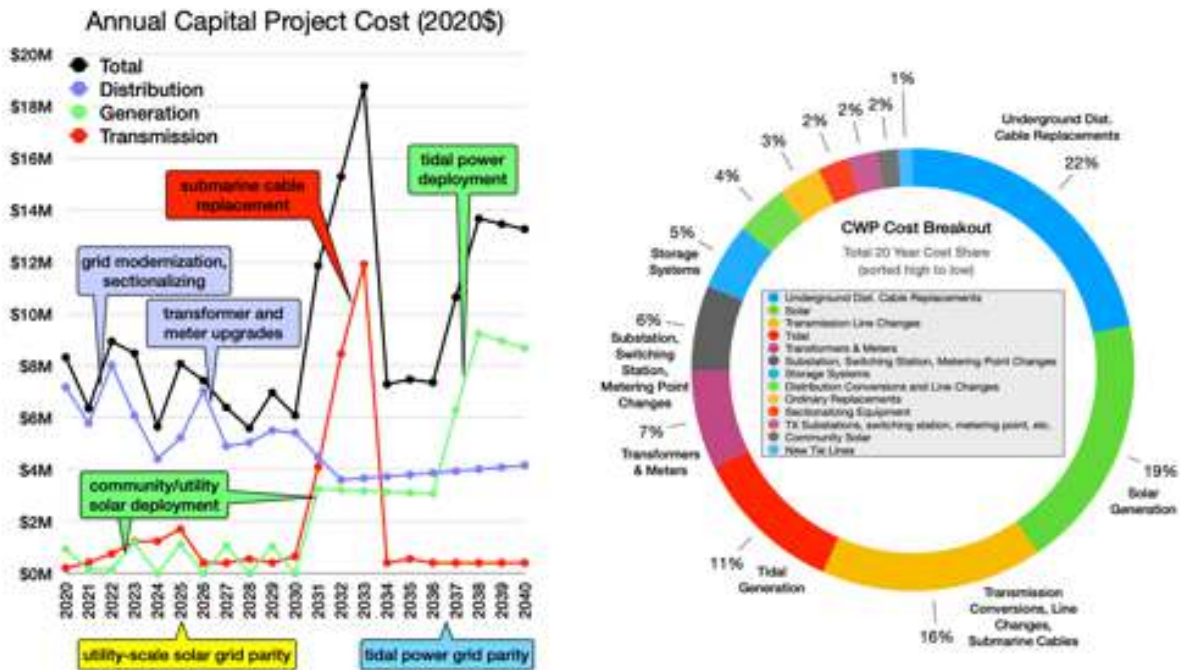 Annual Capital Project Cost (2020$)
$20M
$18M
$16M
$14M
$12M
$10M
$8M
$6M
$4M
$2M
$0M
Total
Distribution
Generation
Transmission
grid modernization,
sectionalizing
transformer and
meter upgrades
submarine cable
replacement
tidal power
deployment
community/utility
solar deployment
2020
2021
2022
2023
2024
2025
2026
2027
2028
2029
2030
2031
2032
2033
2034
2035
2036
2037
2038
2039
2040
utility-scale solar grid parity
tidal power grid parity
CWP Cost Breakout
Total 20 Year Cost Share
(sorted high to low)
Underground Dist. Cable Replacements
Solar
Transmission Line Changes
Tidal
Transformers & Meters
Substation, Switching Station, Metering Point Changes
Storage Systems
Distribution Conversions and Line Changes
Ordinary Replacements
Sectionalizing Equipment
TX Substations, switching station, metering point, etc.
Community Solar
New Tie Lines
Underground Dist.
Cable Replacements
22%
19%
Solar
Generation
Transmission
Conversions, Line
Changes,
Submarine Cables
16%
11%
Tidal
Generation
7%
Transformers
& Meters
6%
Substation,
Switching
Station,
Metering Point
Changes
5%
Storage
Systems
4%
3%
2%
2%
2%
1%